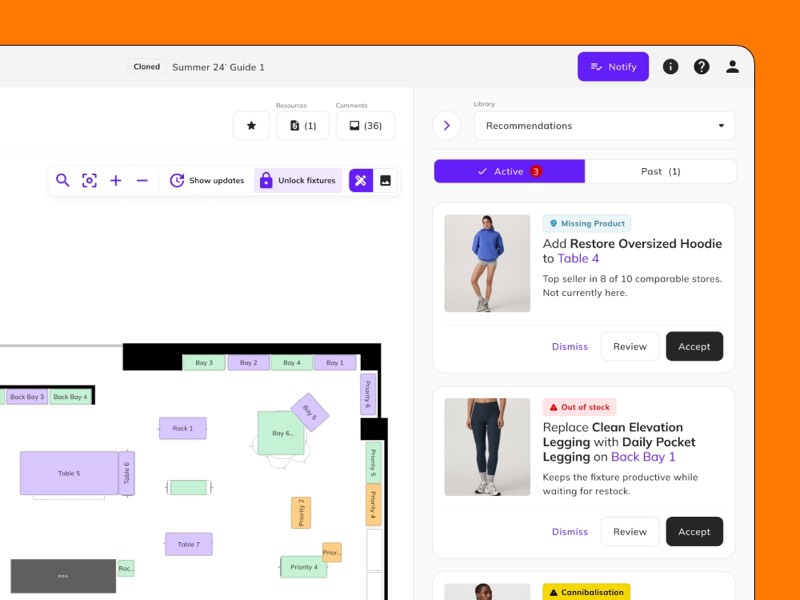 Cloned
Summer 24’ Guide 1
Notify
Resources
Comments
(1)
(36)
Show updates
Unlock fixtures
Library
Recommendations
Active 3
Past (1)
Missing Product
Add Restore Oversized Hoodie
to Table 4
Top seller in 8 of 10 comparable stores.
Not currently here.
Dismiss
Review
Accept
Out of stock
Replace Clean Elevation
Legging with Daily Pocket
Legging on Back Bay 1
Keeps the fixture productive while
waiting for restock.
Dismiss
Review
Accept
Cannibalisation
Bay 3
Bay 2
Bay 4
Bay 1
Priority 6
Back Bay 3
Back Bay 4
Rack 1
Bay 5
Bay 6...
Table 5
Table 6
Priority 5
Priority 4
Priority 2
Table 7
Prior...
Priority 4
Rac...
POS